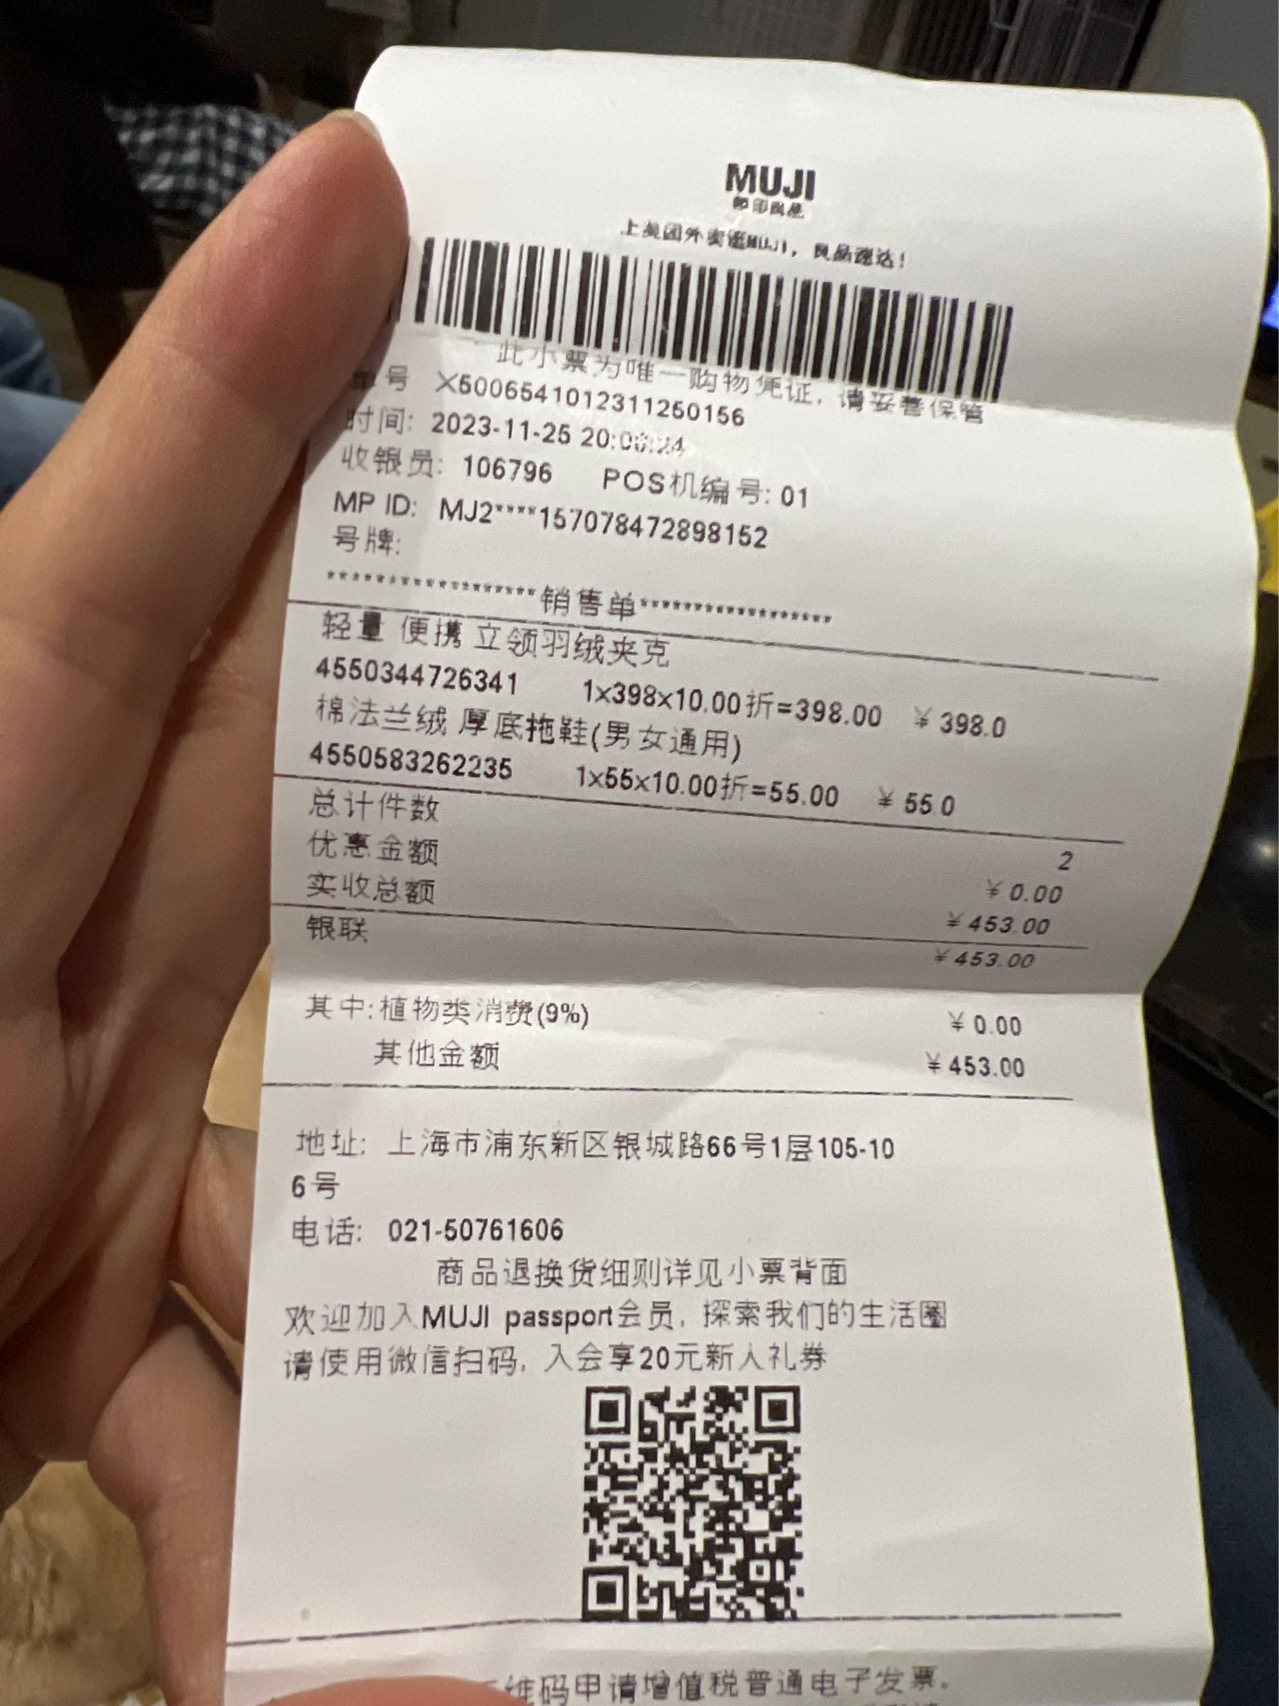 MUJI
上美团外卖逛MUJI，良品速达！
此小票为唯一购物凭证，请妥善保管
单号 X5006541012311250156
时间: 2023-11-25 20:06:24
收银员: 106796 POS机编号: 01
MP ID: MJ2****157078472898152
号牌:
销售单
轻量 便携 立领羽绒夹克
4550344726341 1x398x10.00折=398.00 ¥ 398.0
棉法兰绒 厚底拖鞋(男女通用)
4550583262235 1x55x10.00折=55.00 ¥ 55.0
总计件数 2
优惠金额 ¥ 0.00
实收总额 ¥ 453.00
银联 ¥ 453.00
其中:植物类消费(9%) ¥ 0.00
其他金额 ¥ 453.00
地址: 上海市浦东新区银城路66号1层105-10
6号
电话: 021-50761606
商品退换货细则详见小票背面
欢迎加入MUJI passport会员, 探索我们的生活圈
请使用微信扫码, 入会享20元新人礼券
维码申请增值税普通电子发票.